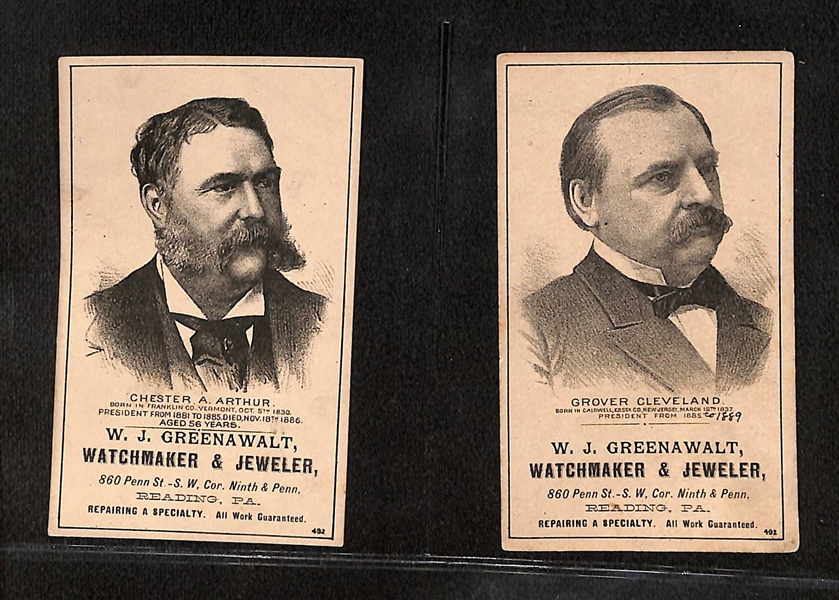 CHESTER A. ARTHUR.
BORN IN FRANKLIN CO. VERMONT, OCT. 5TH 1830.
PRESIDENT FROM 1881 TO 1885. DIED, NOV. 18TH 1886.
AGED 56 YEARS.
W. J. GREENAWALT,
WATCHMAKER & JEWELER,
860 Penn St.-S. W. Cor. Ninth & Penn,
READING, PA.
REPAIRING A SPECIALTY. All Work Guaranteed.
492
GROVER CLEVELAND.
BORN IN CALDWELL, ESSEX CO, NEW JERSEY, MARCH 18TH 1837.
PRESIDENT FROM 1885 to 1889
W. J. GREENAWALT,
WATCHMAKER & JEWELER,
860 Penn St.-S. W. Cor. Ninth & Penn,
READING, PA.
REPAIRING A SPECIALTY. All Work Guaranteed.
492